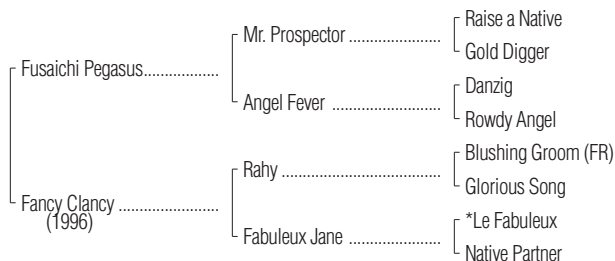 Raise a Native
Mr. Prospector ......................
Gold Digger
Fusaichi Pegasus...................
Danzig
Angel Fever ...........................
Rowdy Angel
Blushing Groom (FR)
Rahy ......................................
Glorious Song
Fancy Clancy .........................
(1996)
*Le Fabuleux
Fabuleux Jane ......................
Native Partner